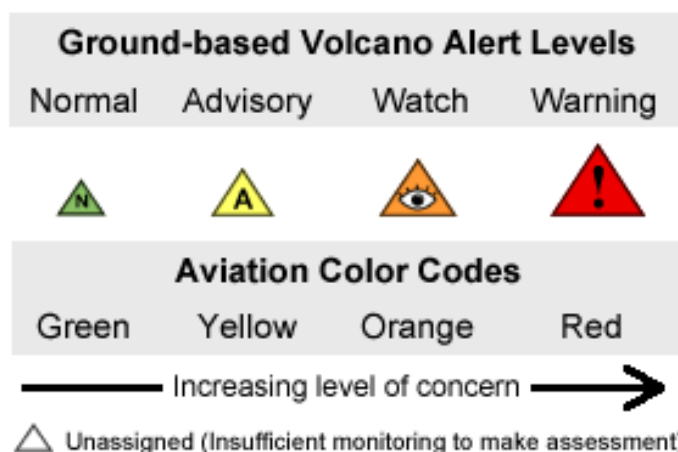 Ground-based Volcano Alert Levels
Normal Advisory Watch Warning
N A !
Aviation Color Codes
Green Yellow Orange Red
Increasing level of concern
Unassigned (Insufficient monitoring to make assessment)